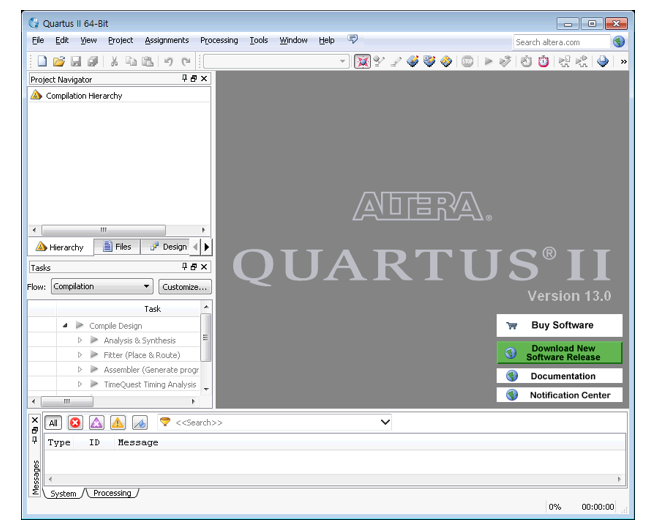 Quartus II 64-Bit
File Edit View Project Assignments Processing Tools Window Help
Search altera.com
Project Navigator
Compilation Hierarchy
Hierarchy Files Design
Tasks
Flow: Compilation Customize...
Task
Compile Design
Analysis & Synthesis
Fitter (Place & Route)
Assembler (Generate progr
TimeQuest Timing Analysis
ALTERA®
QUARTUS® II
Version 13.0
Buy Software
Download New
Software Release
Documentation
Notification Center
All <<Search>>
Type ID Message
Messages
System Processing
0% 00:00:00